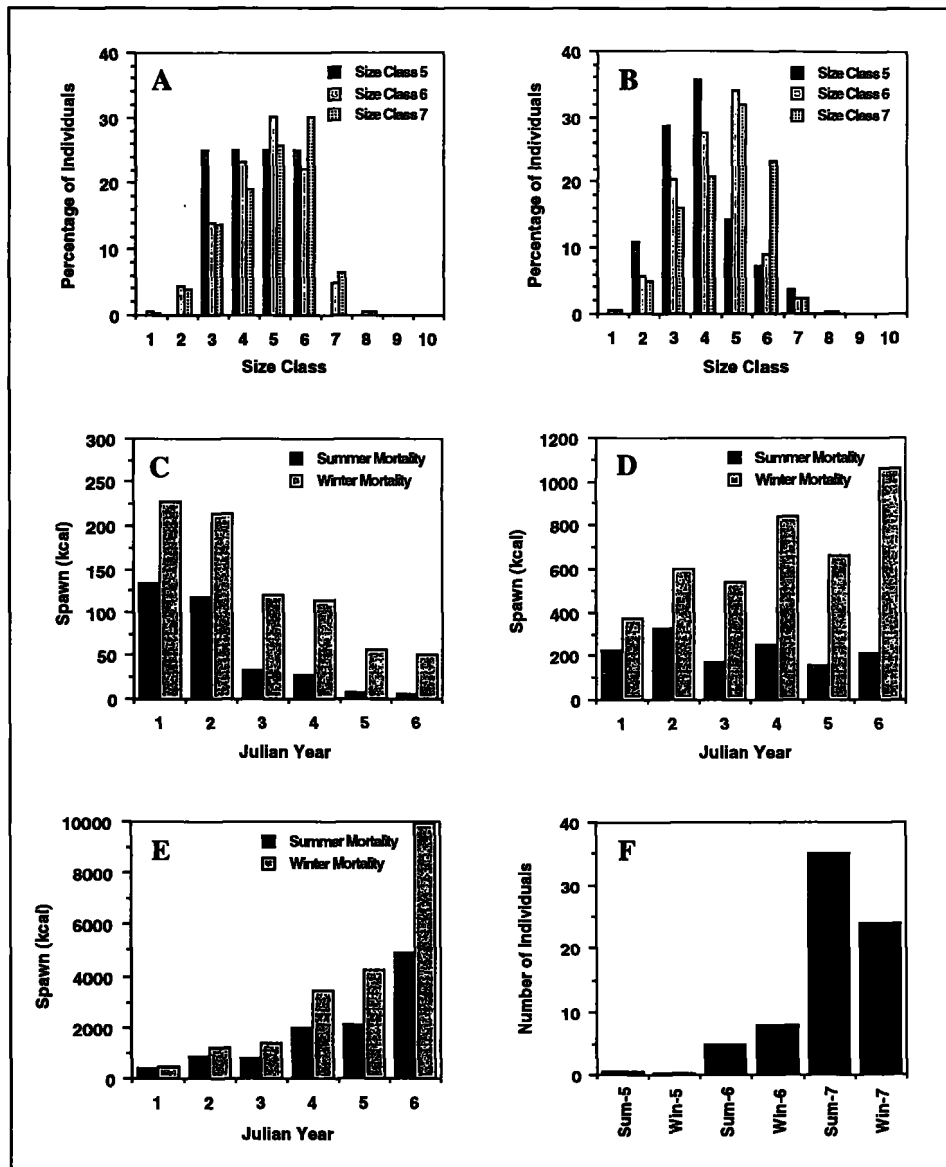 A
Size Class 5
Size Class 6
Size Class 7
Percentage of Individuals
40
30
20
10
0
1 2 3 4 5 6 7 8 9 10
Size Class
B
Size Class 5
Size Class 6
Size Class 7
Percentage of Individuals
40
30
20
10
0
1 2 3 4 5 6 7 8 9 10
Size Class
C
Summer Mortality
Winter Mortality
Spawn (kcal)
300
250
200
150
100
50
0
1 2 3 4 5 6
Julian Year
D
Summer Mortality
Winter Mortality
Spawn (kcal)
1200
1000
800
600
400
200
0
1 2 3 4 5 6
Julian Year
E
Summer Mortality
Winter Mortality
Spawn (kcal)
10000
8000
6000
4000
2000
0
1 2 3 4 5 6
Julian Year
F
Number of Individuals
40
30
20
10
0
Sum-5
Win-5
Sum-6
Win-6
Sum-7
Win-7